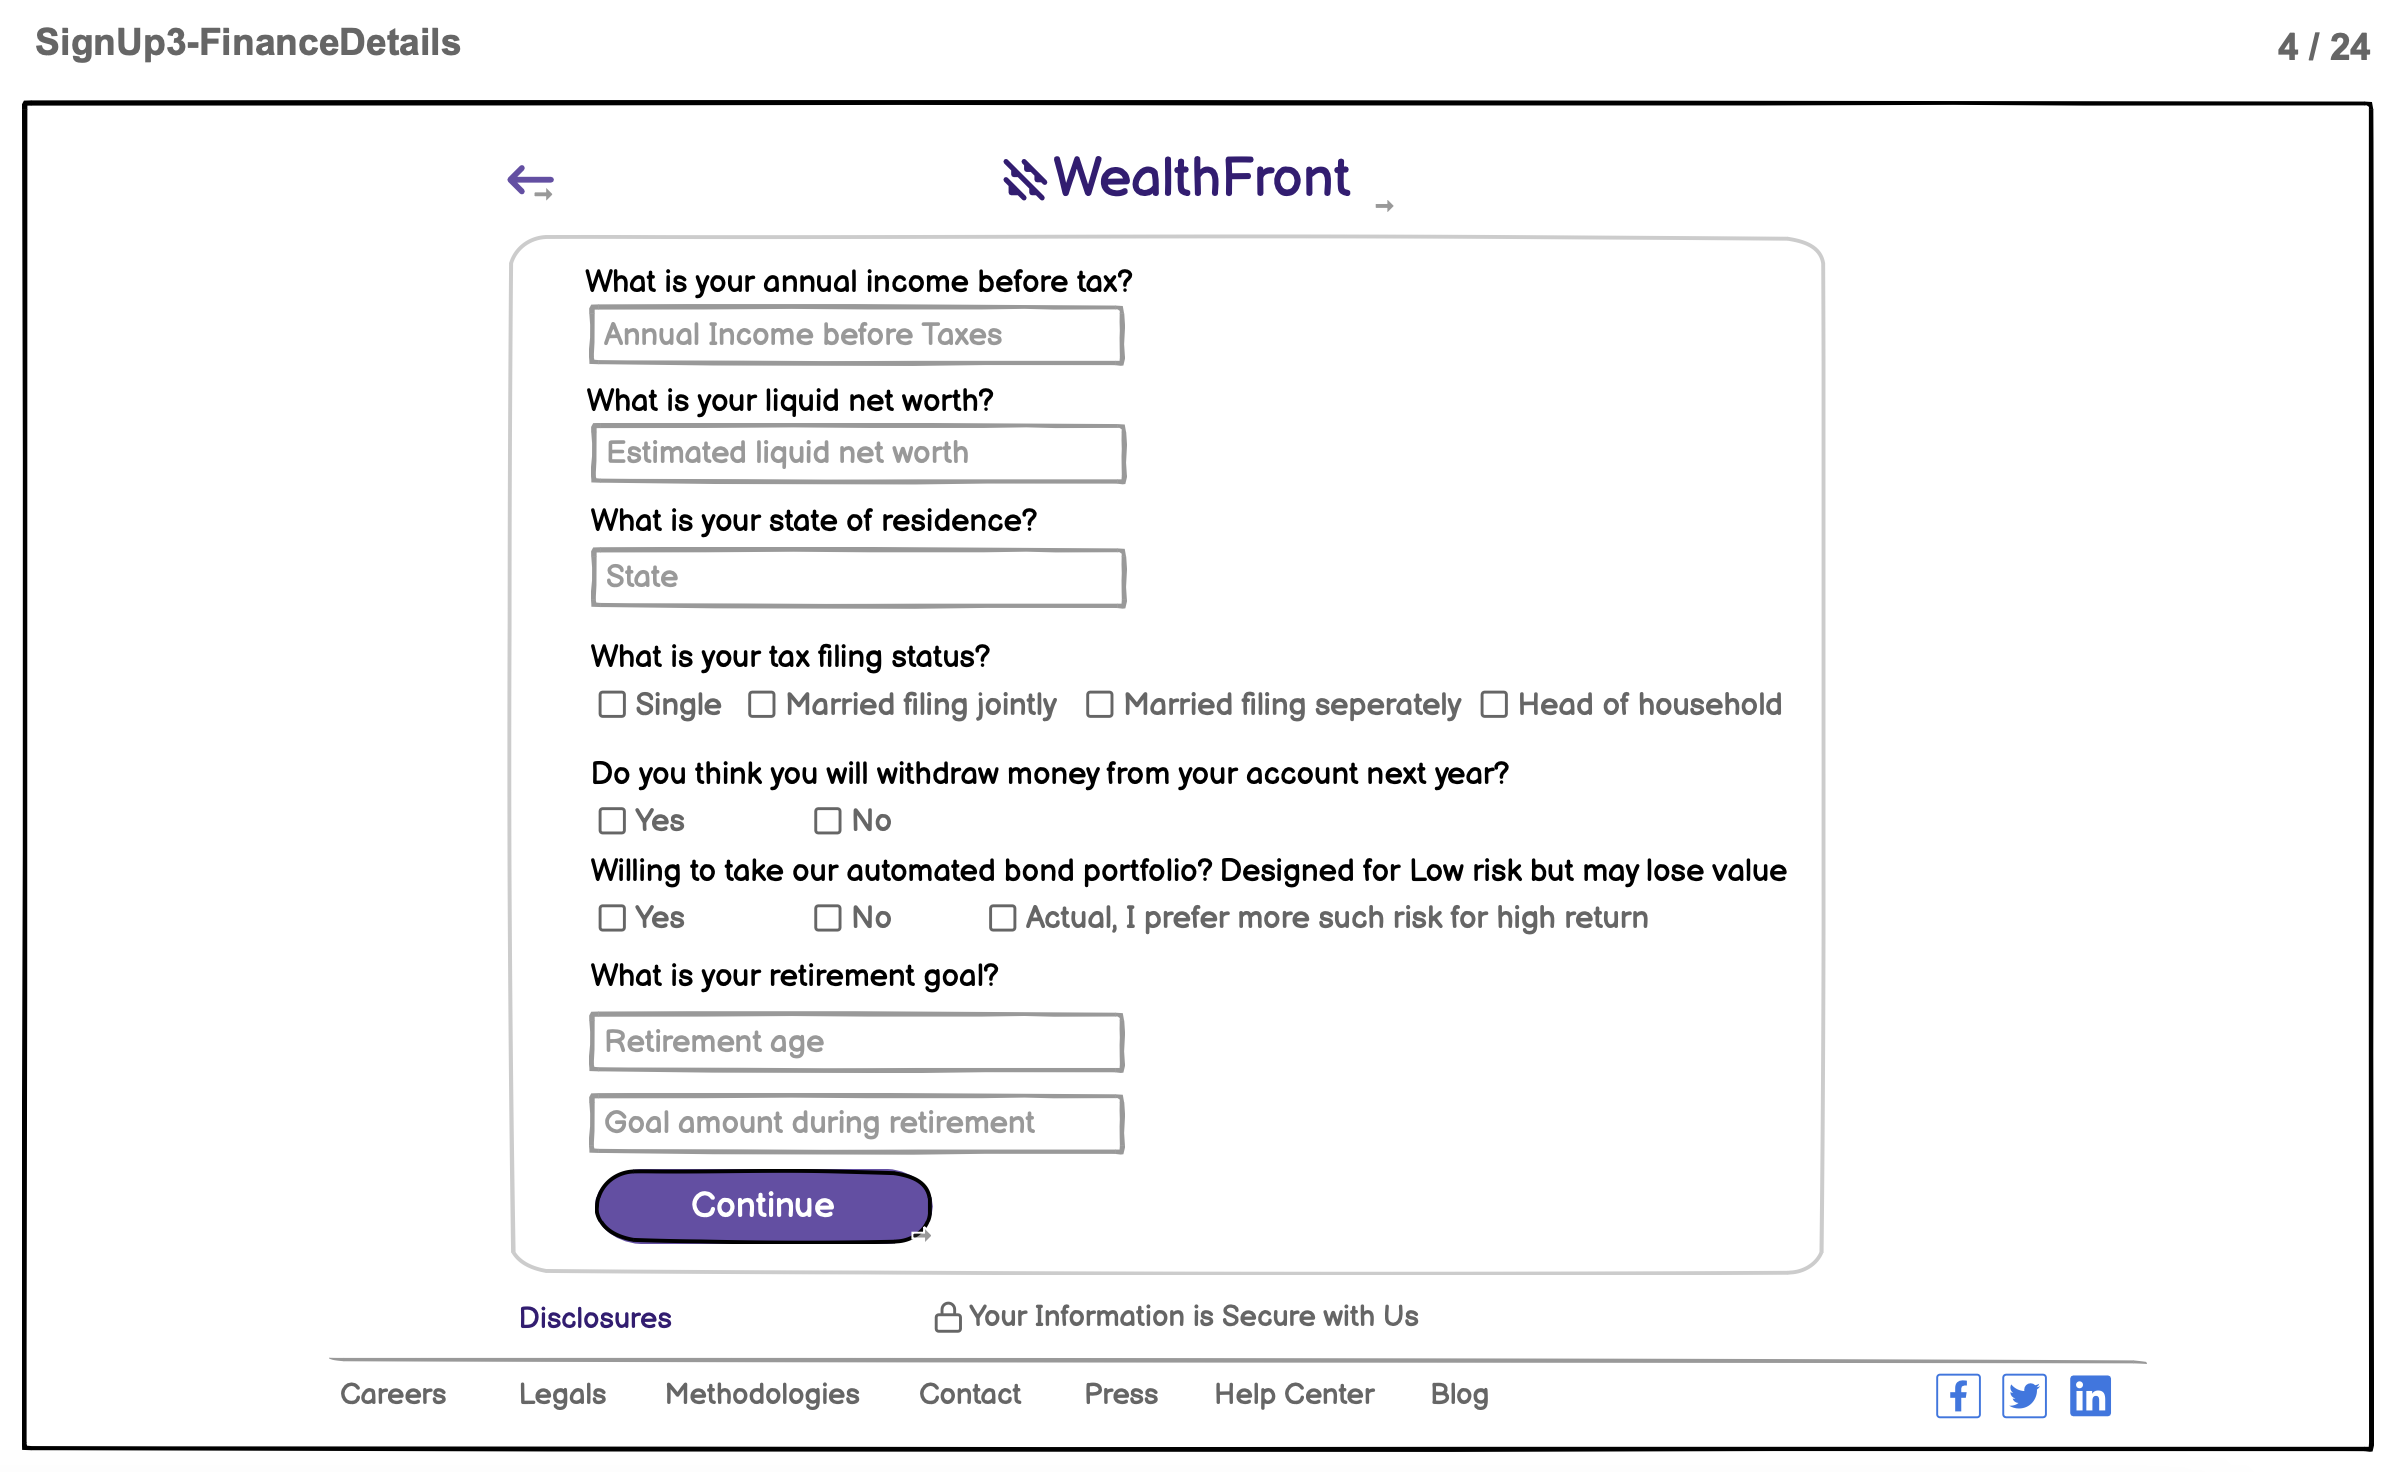 SignUp3-FinanceDetails 4 / 24
WealthFront
What is your annual income before tax?
Annual Income before Taxes
What is your liquid net worth?
Estimated liquid net worth
What is your state of residence?
State
What is your tax filing status?
Single Married filing jointly Married filing seperately Head of household
Do you think you will withdraw money from your account next year?
Yes No
Willing to take our automated bond portfolio? Designed for Low risk but may lose value
Yes No Actual, I prefer more such risk for high return
What is your retirement goal?
Retirement age
Goal amount during retirement
Continue
Disclosures Your Information is Secure with Us
Careers Legals Methodologies Contact Press Help Center Blog